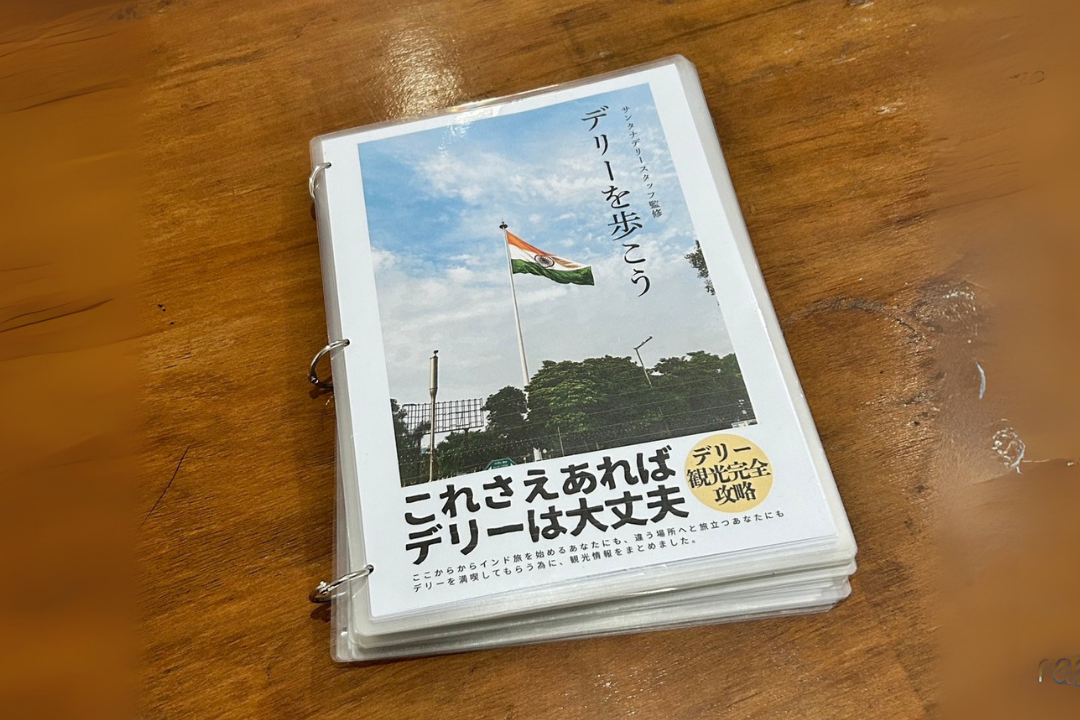 サンタナデリースタッフ監修
デリーを歩こう
これさえあれば
デリーは大丈夫
デリー
観光完全
攻略
ここからからインド旅を始めるあなたにも、違う場所へと旅立つあなたにも
デリーを満喫してもらう為に、観光情報をまとめました。